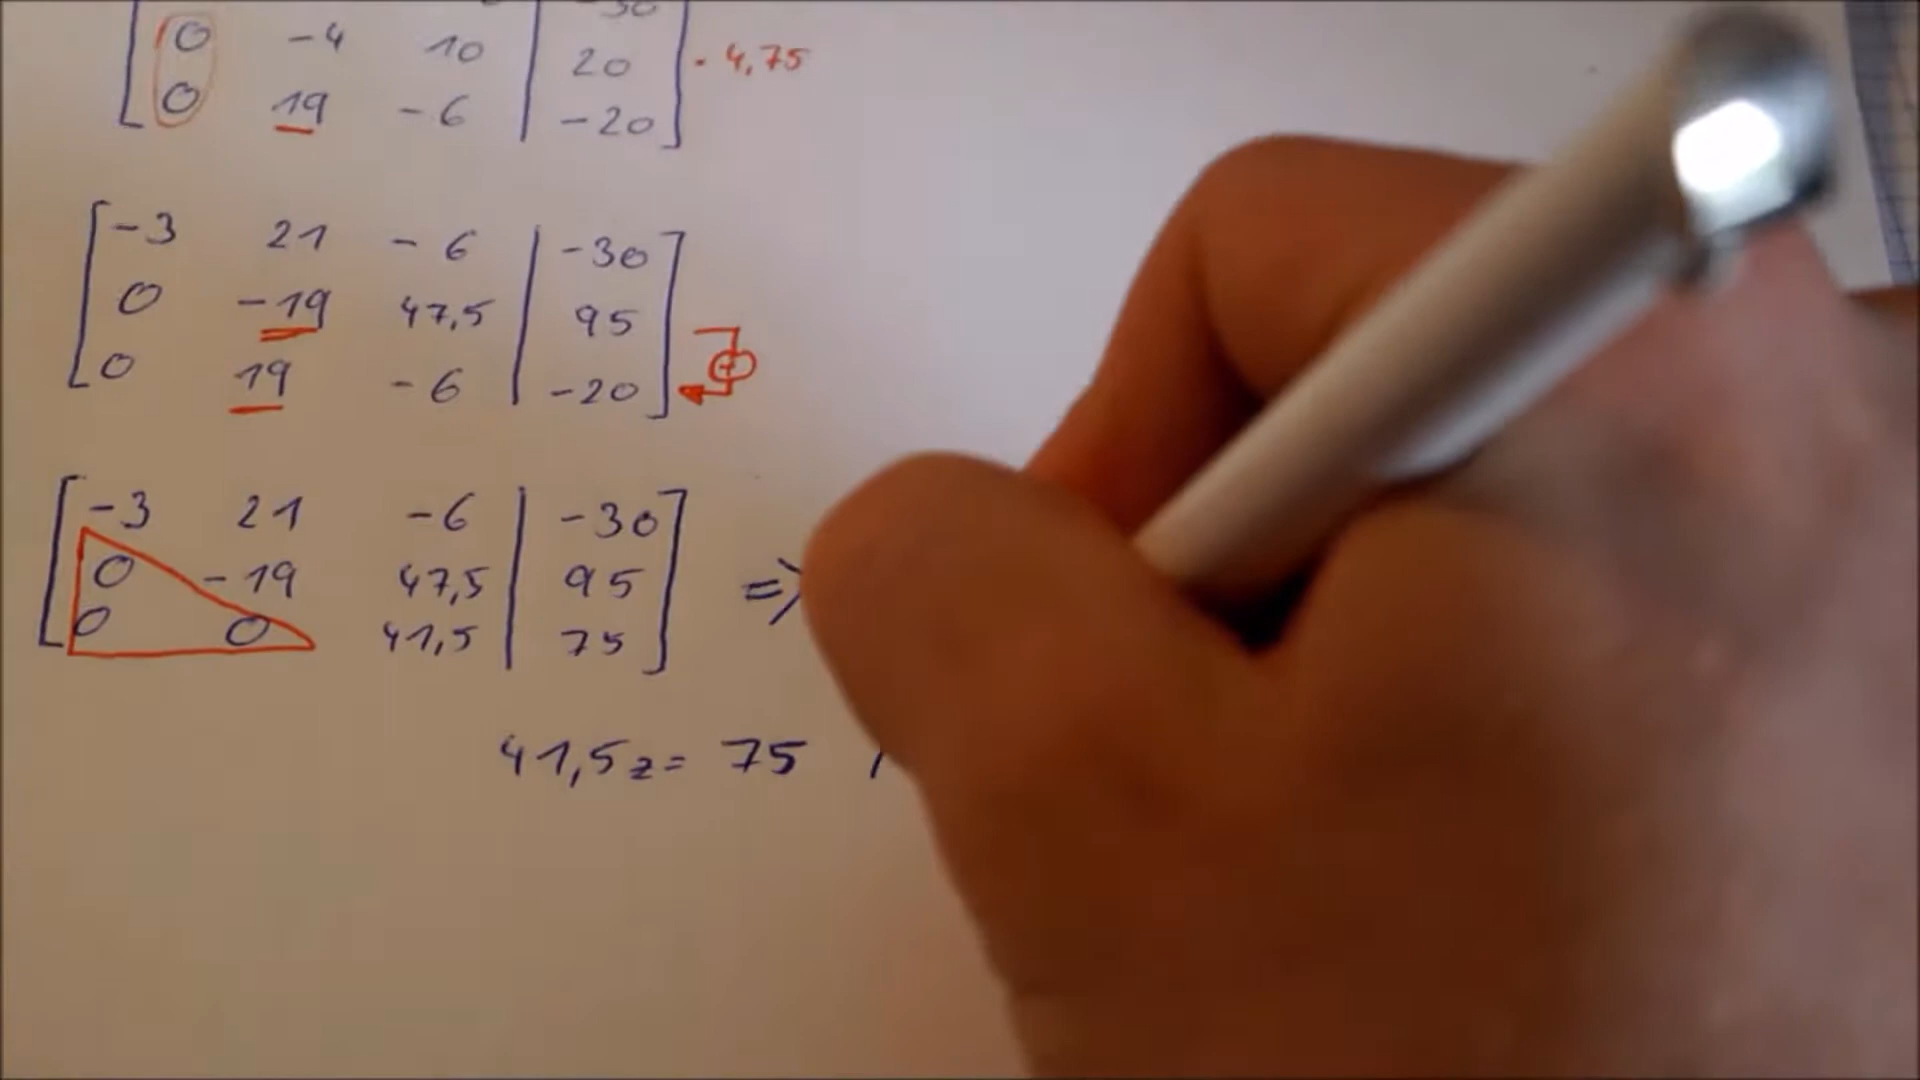 -30
0 -4 10 20 · 4,75
0 19 -6 -20
-3 21 -6 -30
0 -19 47,5 95
0 19 -6 -20
+
-3 21 -6 -30
0 -19 47,5 95 =>
0 0 41,5 75
41,5z = 75